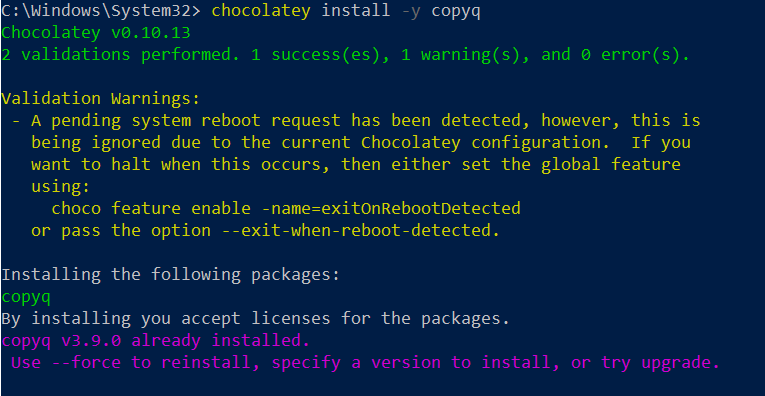 C:\Windows\System32> chocolatey install -y copyq
Chocolatey v0.10.13
2 validations performed. 1 success(es), 1 warning(s), and 0 error(s).
Validation Warnings:
- A pending system reboot request has been detected, however, this is
being ignored due to the current Chocolatey configuration.  If you
want to halt when this occurs, then either set the global feature
using:
choco feature enable -name=exitOnRebootDetected
or pass the option --exit-when-reboot-detected.
Installing the following packages:
copyq
By installing you accept licenses for the packages.
copyq v3.9.0 already installed.
Use --force to reinstall, specify a version to install, or try upgrade.